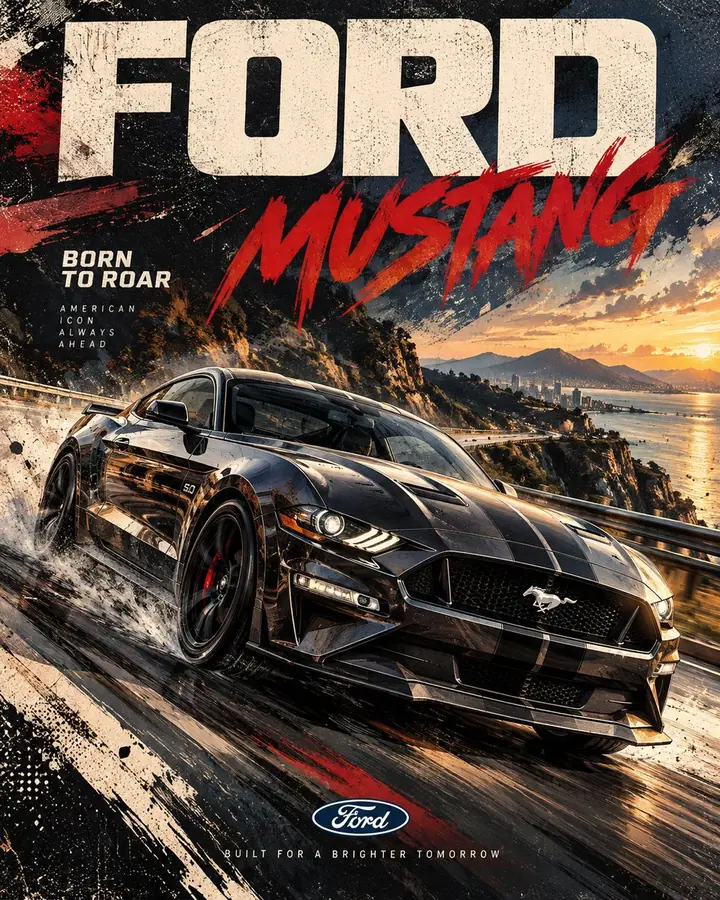 FORD
MUSTANG
BORN
TO ROAR
AMERICAN
ICON
ALWAYS
AHEAD
5.0
Ford
BUILT FOR A BRIGHTER TOMORROW